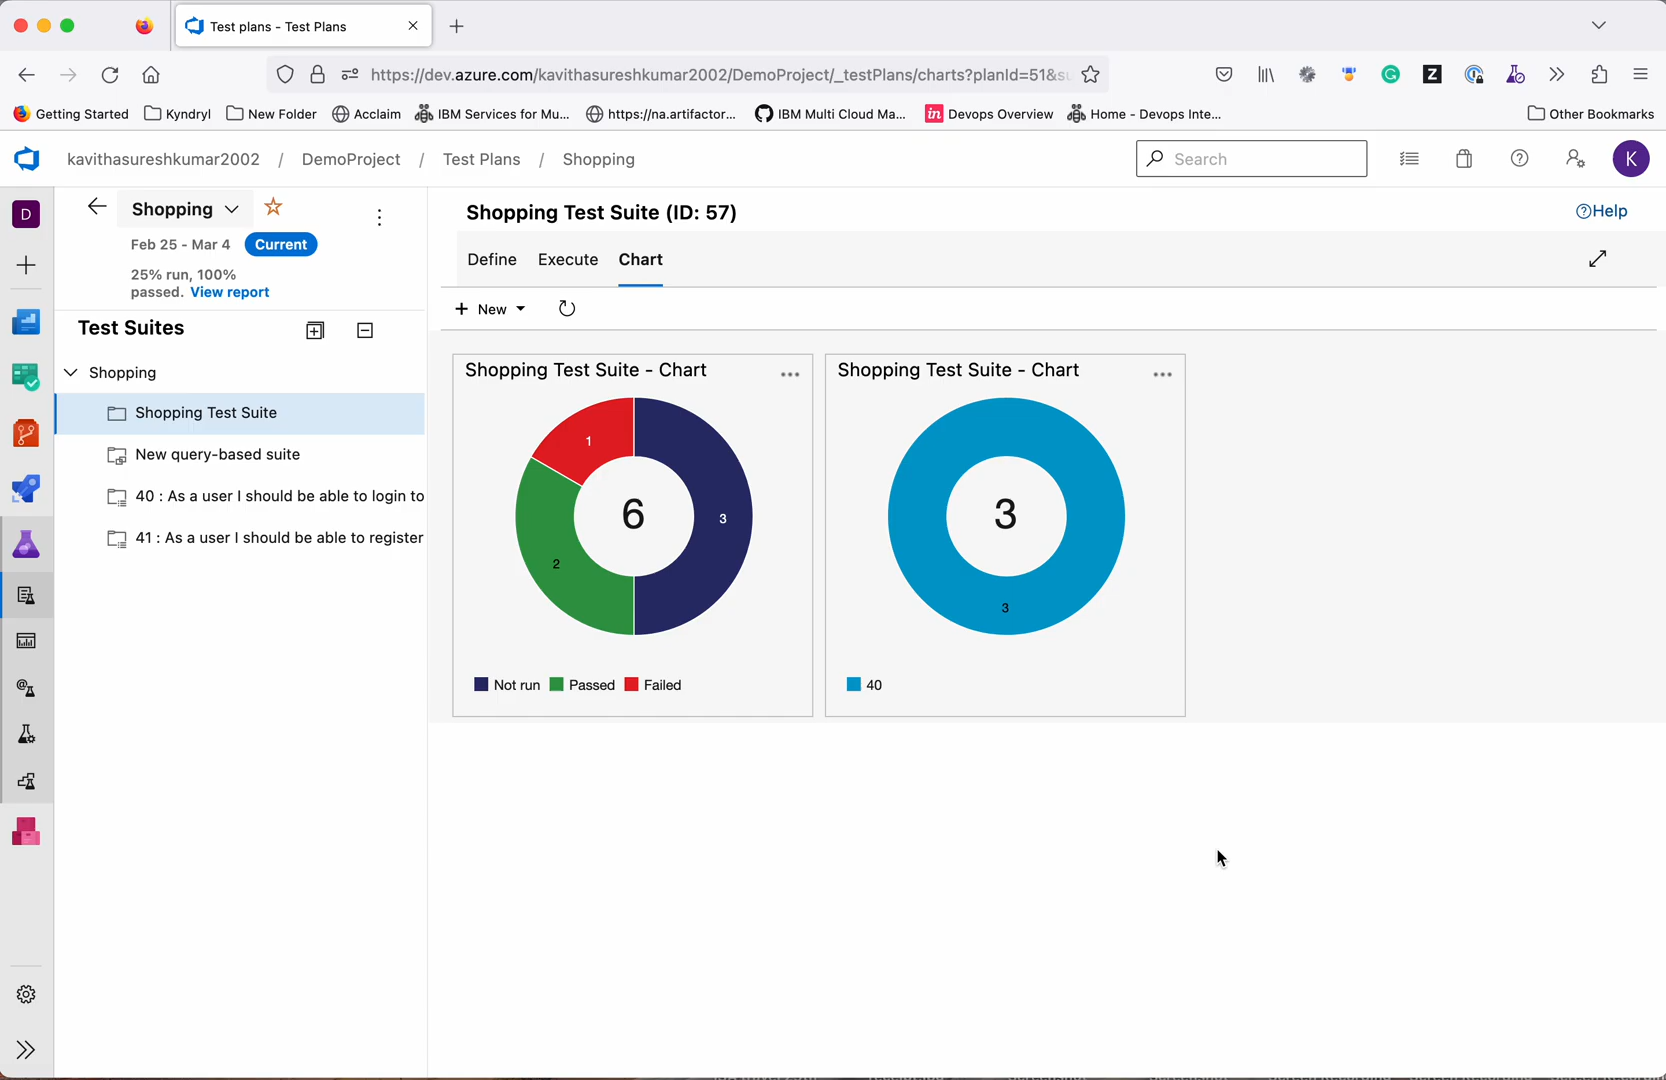 Test plans - Test Plans
https://dev.azure.com/kavithasureshkumar2002/DemoProject/_testPlans/charts?planId=51&su
Getting Started
Kyndryl
New Folder
Acclaim
IBM Services for Mu...
https://na.artifactor...
IBM Multi Cloud Ma...
in Devops Overview
Home - Devops Inte...
Other Bookmarks
kavithasureshkumar2002 / DemoProject / Test Plans / Shopping
Search
K
D
Shopping
Feb 25 - Mar 4 Current
25% run, 100%
passed. View report
Test Suites
Shopping
Shopping Test Suite
New query-based suite
40 : As a user I should be able to login to
41 : As a user I should be able to register
Shopping Test Suite (ID: 57)
Help
Define Execute Chart
+ New
Shopping Test Suite - Chart
1
6
3
2
Not run Passed Failed
Shopping Test Suite - Chart
3
3
40